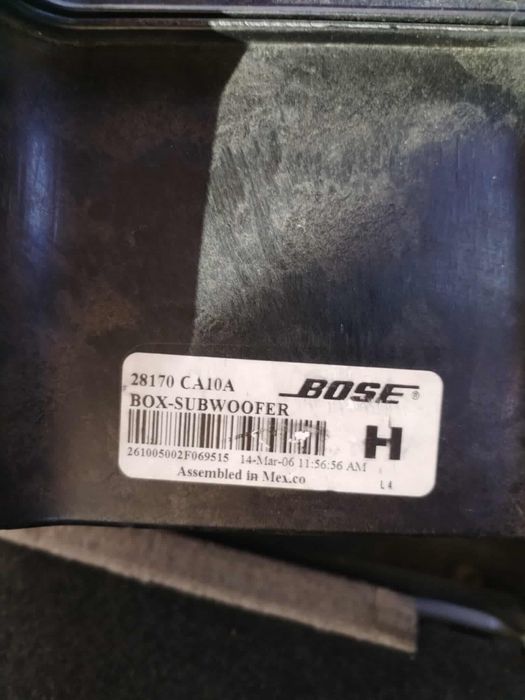 28170 CA10A
BOSE®
BOX-SUBWOOFER
H
261005002F069515 14-Mar-06 11:56:56 AM
Assembled in Mex.co
L4